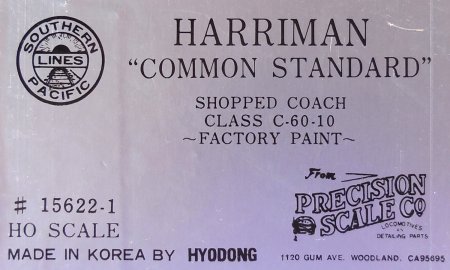 SOUTHERN
LINES
PACIFIC
HARRIMAN
"COMMON STANDARD"
SHOPPED COACH
CLASS C-60-10
~FACTORY PAINT~
# 15622-1
HO SCALE
MADE IN KOREA BY HYODONG
From
PRECISION
SCALE CO
LOCOMOTIVES
DETAILING PARTS
1120 GUM AVE. WOODLAND. CA95695